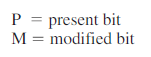 P = present bit
M = modified bit